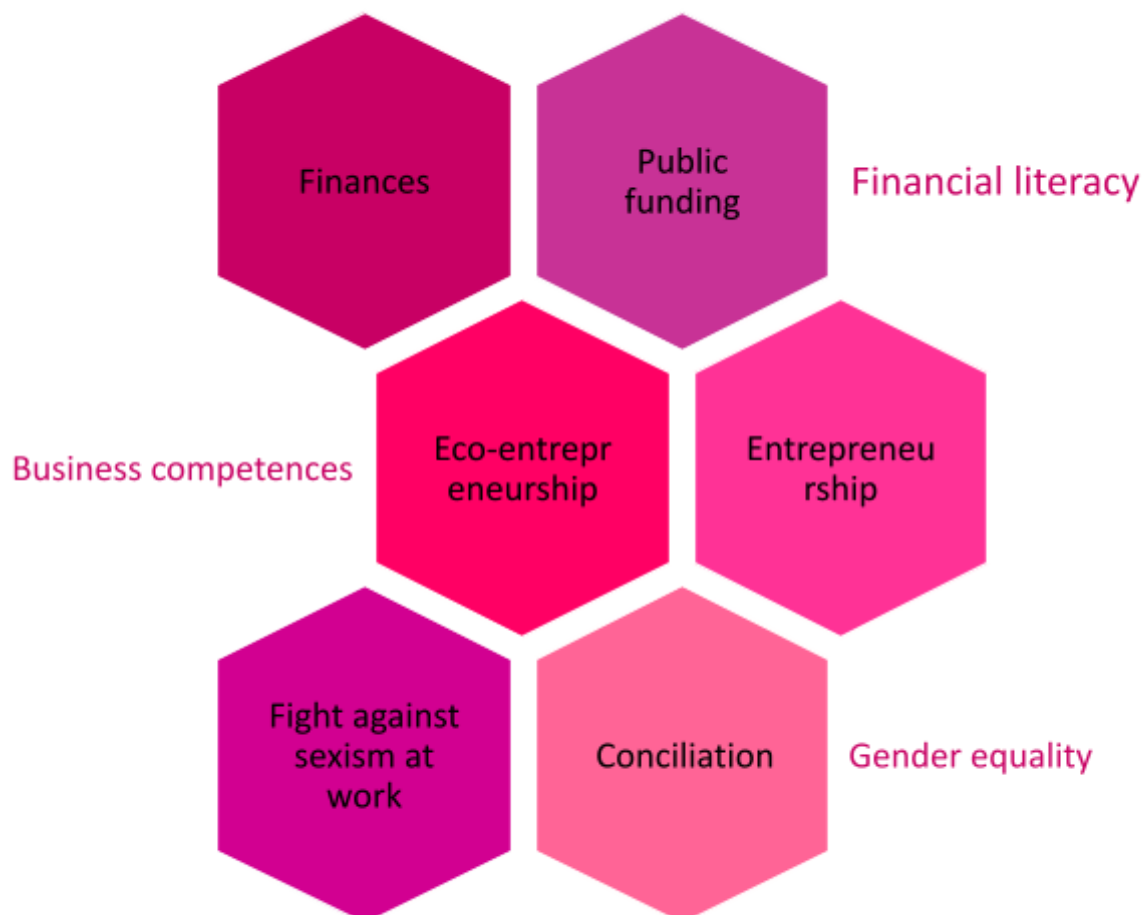 Finances
Public
funding
Financial literacy
Business competences
Eco-entrepr
eneurship
Entrepreneu
rship
Fight against
sexism at
work
Conciliation
Gender equality